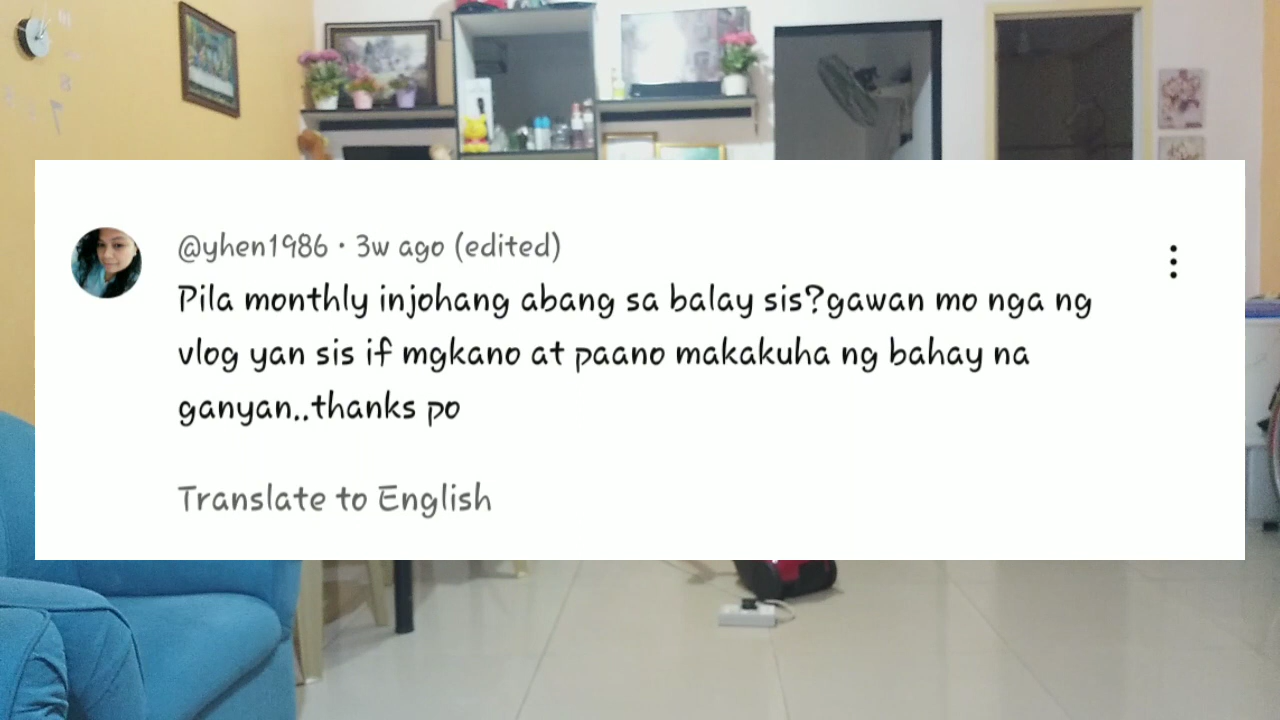 @yhen1986 · 3w ago (edited)
Pila monthly injohang abang sa balay sis?gawan mo nga ng
vlog yan sis if mgkano at paano makakuha ng bahay na
ganyan..thanks po
Translate to English